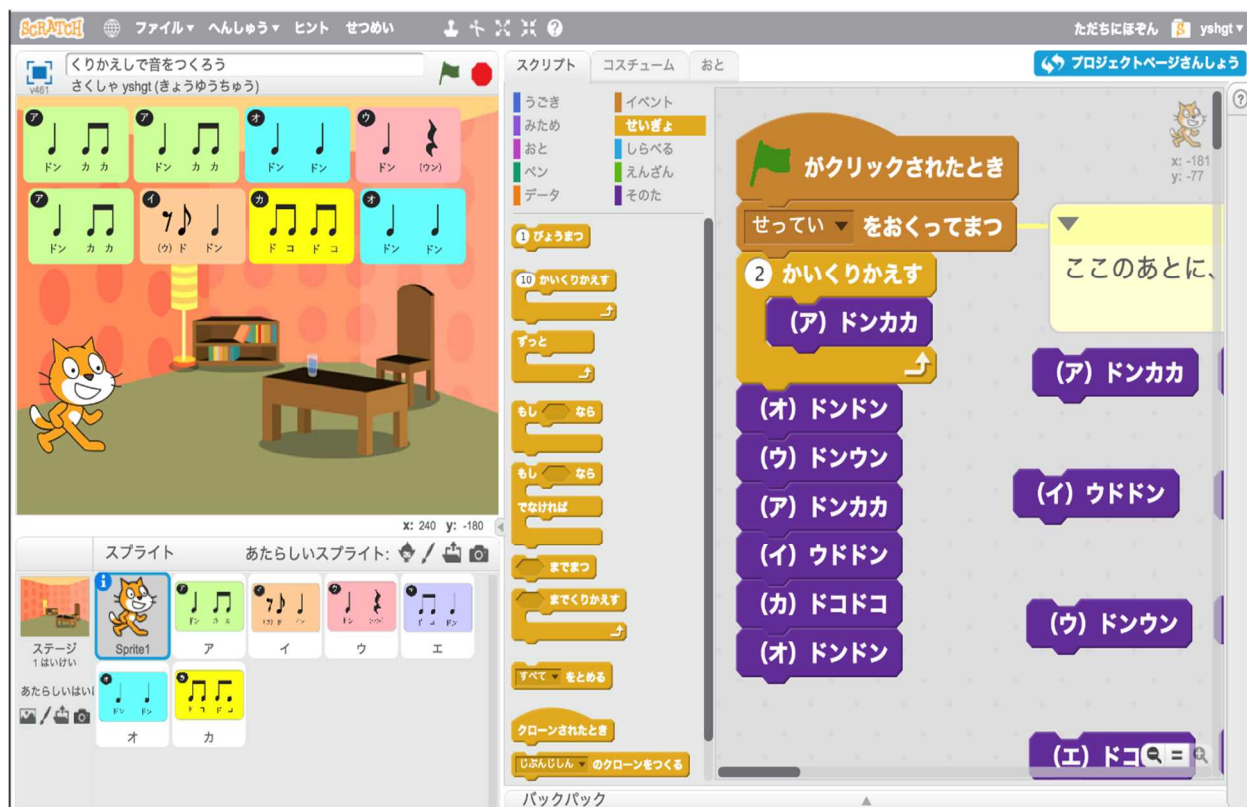 SCRATCH ファイル▼ へんしゅう▼ ヒント せつめい ただちにほぞん yshgt▼
くりかえしで音をつくろう
さくしゃ yshgt (きょうゆうちゅう)
v461
スクリプト コスチューム おと
プロジェクトページさんしょう
ア ドン カ カ
ア ドン カ カ
オ ドン ドン
ウ ドン (ウン)
ア ドン カ カ
イ (ウ) ド ドン
カ ド コ ド コ
オ ドン ドン
x: 240 y: -180
スプライト あたらしいスプライト:
ステージ
1 はいけい
あたらしいはい
Sprite1
ア
イ
ウ
エ
オ
カ
うごき イベント
みため せいぎょ
おと しらべる
ペン えんざん
データ そのた
1 びょうまつ
10 かいくりかえす
ずっと
もし なら
もし なら
でなければ
までまつ
までくりかえす
すべて▼ をとめる
クローンされたとき
じぶんじしん▼ のクローンをつくる
がクリックされたとき
せってい▼ をおくってまつ
2 かいくりかえす
(ア) ドンカカ
(オ) ドンドン
(ウ) ドンウン
(ア) ドンカカ
(イ) ウドドン
(カ) ドコドコ
(オ) ドンドン
x: -181
y: -77
ここのあとに、
(ア) ドンカカ
(イ) ウドドン
(ウ) ドンウン
(エ) ドコ
バックパック